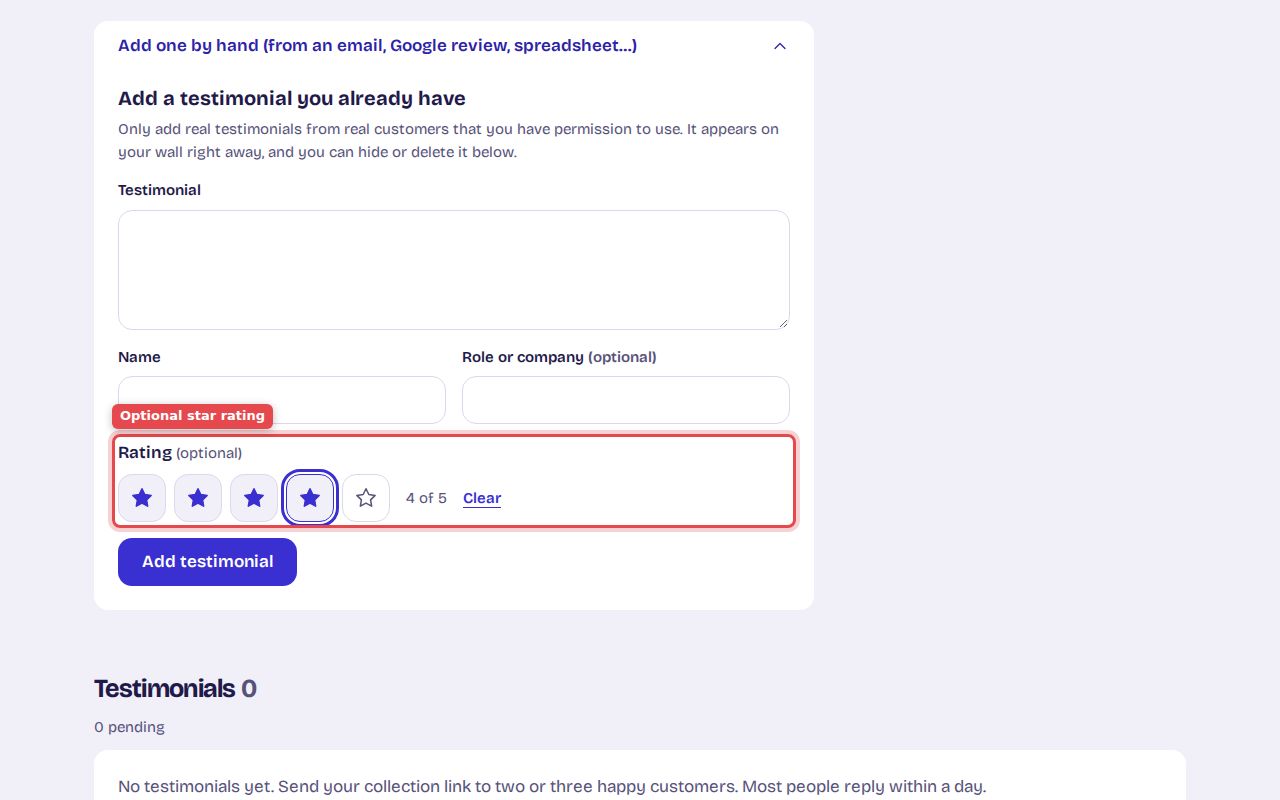 Add one by hand (from an email, Google review, spreadsheet...)
Add a testimonial you already have
Only add real testimonials from real customers that you have permission to use. It appears on
your wall right away, and you can hide or delete it below.
Testimonial
Name
Role or company (optional)
Optional star rating
Rating (optional)
4 of 5
Clear
Add testimonial
Testimonials 0
0 pending
No testimonials yet. Send your collection link to two or three happy customers. Most people reply within a day.